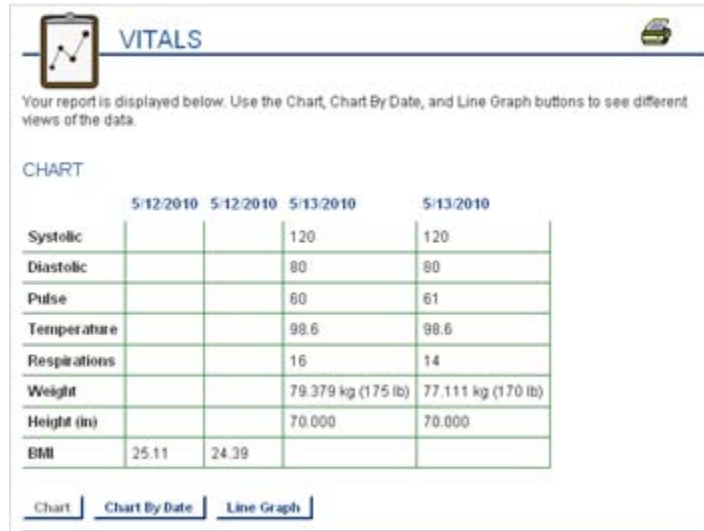 VITALS
Your report is displayed below. Use the Chart, Chart By Date, and Line Graph buttons to see different
views of the data.
CHART
5/12/2010 5/12/2010 5/13/2010 5/13/2010
Systolic 120 120
Diastolic 80 80
Pulse 60 61
Temperature 98.6 98.6
Respirations 16 14
Weight 79.379 kg (175 lb) 77.111 kg (170 lb)
Height (in) 70.000 70.000
BMI 25.11 24.39
Chart Chart By Date Line Graph